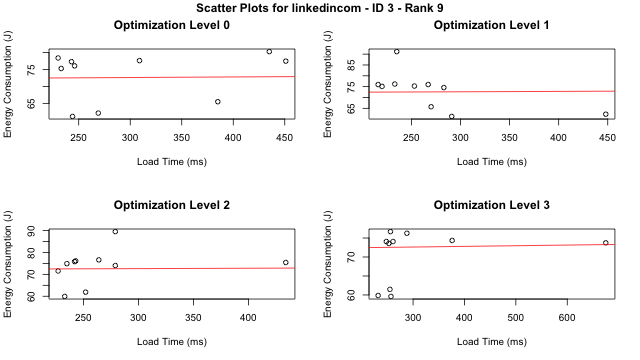 Scatter Plots for linkedincom - ID 3 - Rank 9
Optimization Level 0
Energy Consumption (J)
75
65
250 300 350 400 450
Load Time (ms)
Optimization Level 1
Energy Consumption (J)
85
75
65
200 250 300 350 400 450
Load Time (ms)
Optimization Level 2
Energy Consumption (J)
90
80
70
60
250 300 350 400
Load Time (ms)
Optimization Level 3
Energy Consumption (J)
70
60
300 400 500 600
Load Time (ms)